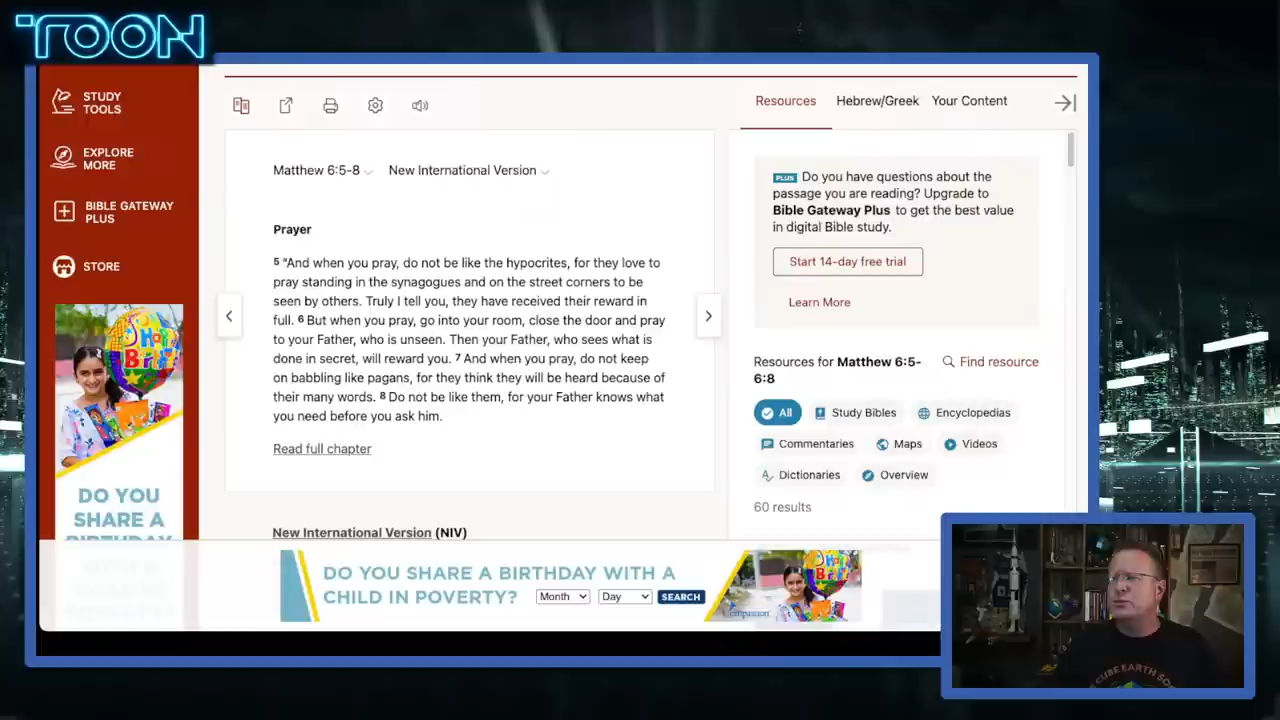 TOON
STUDY
TOOLS
EXPLORE
MORE
BIBLE GATEWAY
PLUS
STORE
DO YOU
SHARE A
BIRTHDAY
Matthew 6:5-8
New International Version
Prayer
5 “And when you pray, do not be like the hypocrites, for they love to
pray standing in the synagogues and on the street corners to be
seen by others. Truly I tell you, they have received their reward in
full. 6 But when you pray, go into your room, close the door and pray
to your Father, who is unseen. Then your Father, who sees what is
done in secret, will reward you. 7 And when you pray, do not keep
on babbling like pagans, for they think they will be heard because of
their many words. 8 Do not be like them, for your Father knows what
you need before you ask him.
Read full chapter
New International Version (NIV)
Resources Hebrew/Greek Your Content
PLUS Do you have questions about the
passage you are reading? Upgrade to
Bible Gateway Plus to get the best value
in digital Bible study.
Start 14-day free trial
Learn More
Resources for Matthew 6:5-
6:8
Find resource
All Study Bibles Encyclopedias
Commentaries Maps Videos
Dictionaries Overview
60 results
DO YOU SHARE A BIRTHDAY WITH A
CHILD IN POVERTY? Month Day SEARCH
Compassion
CUBE EARTH